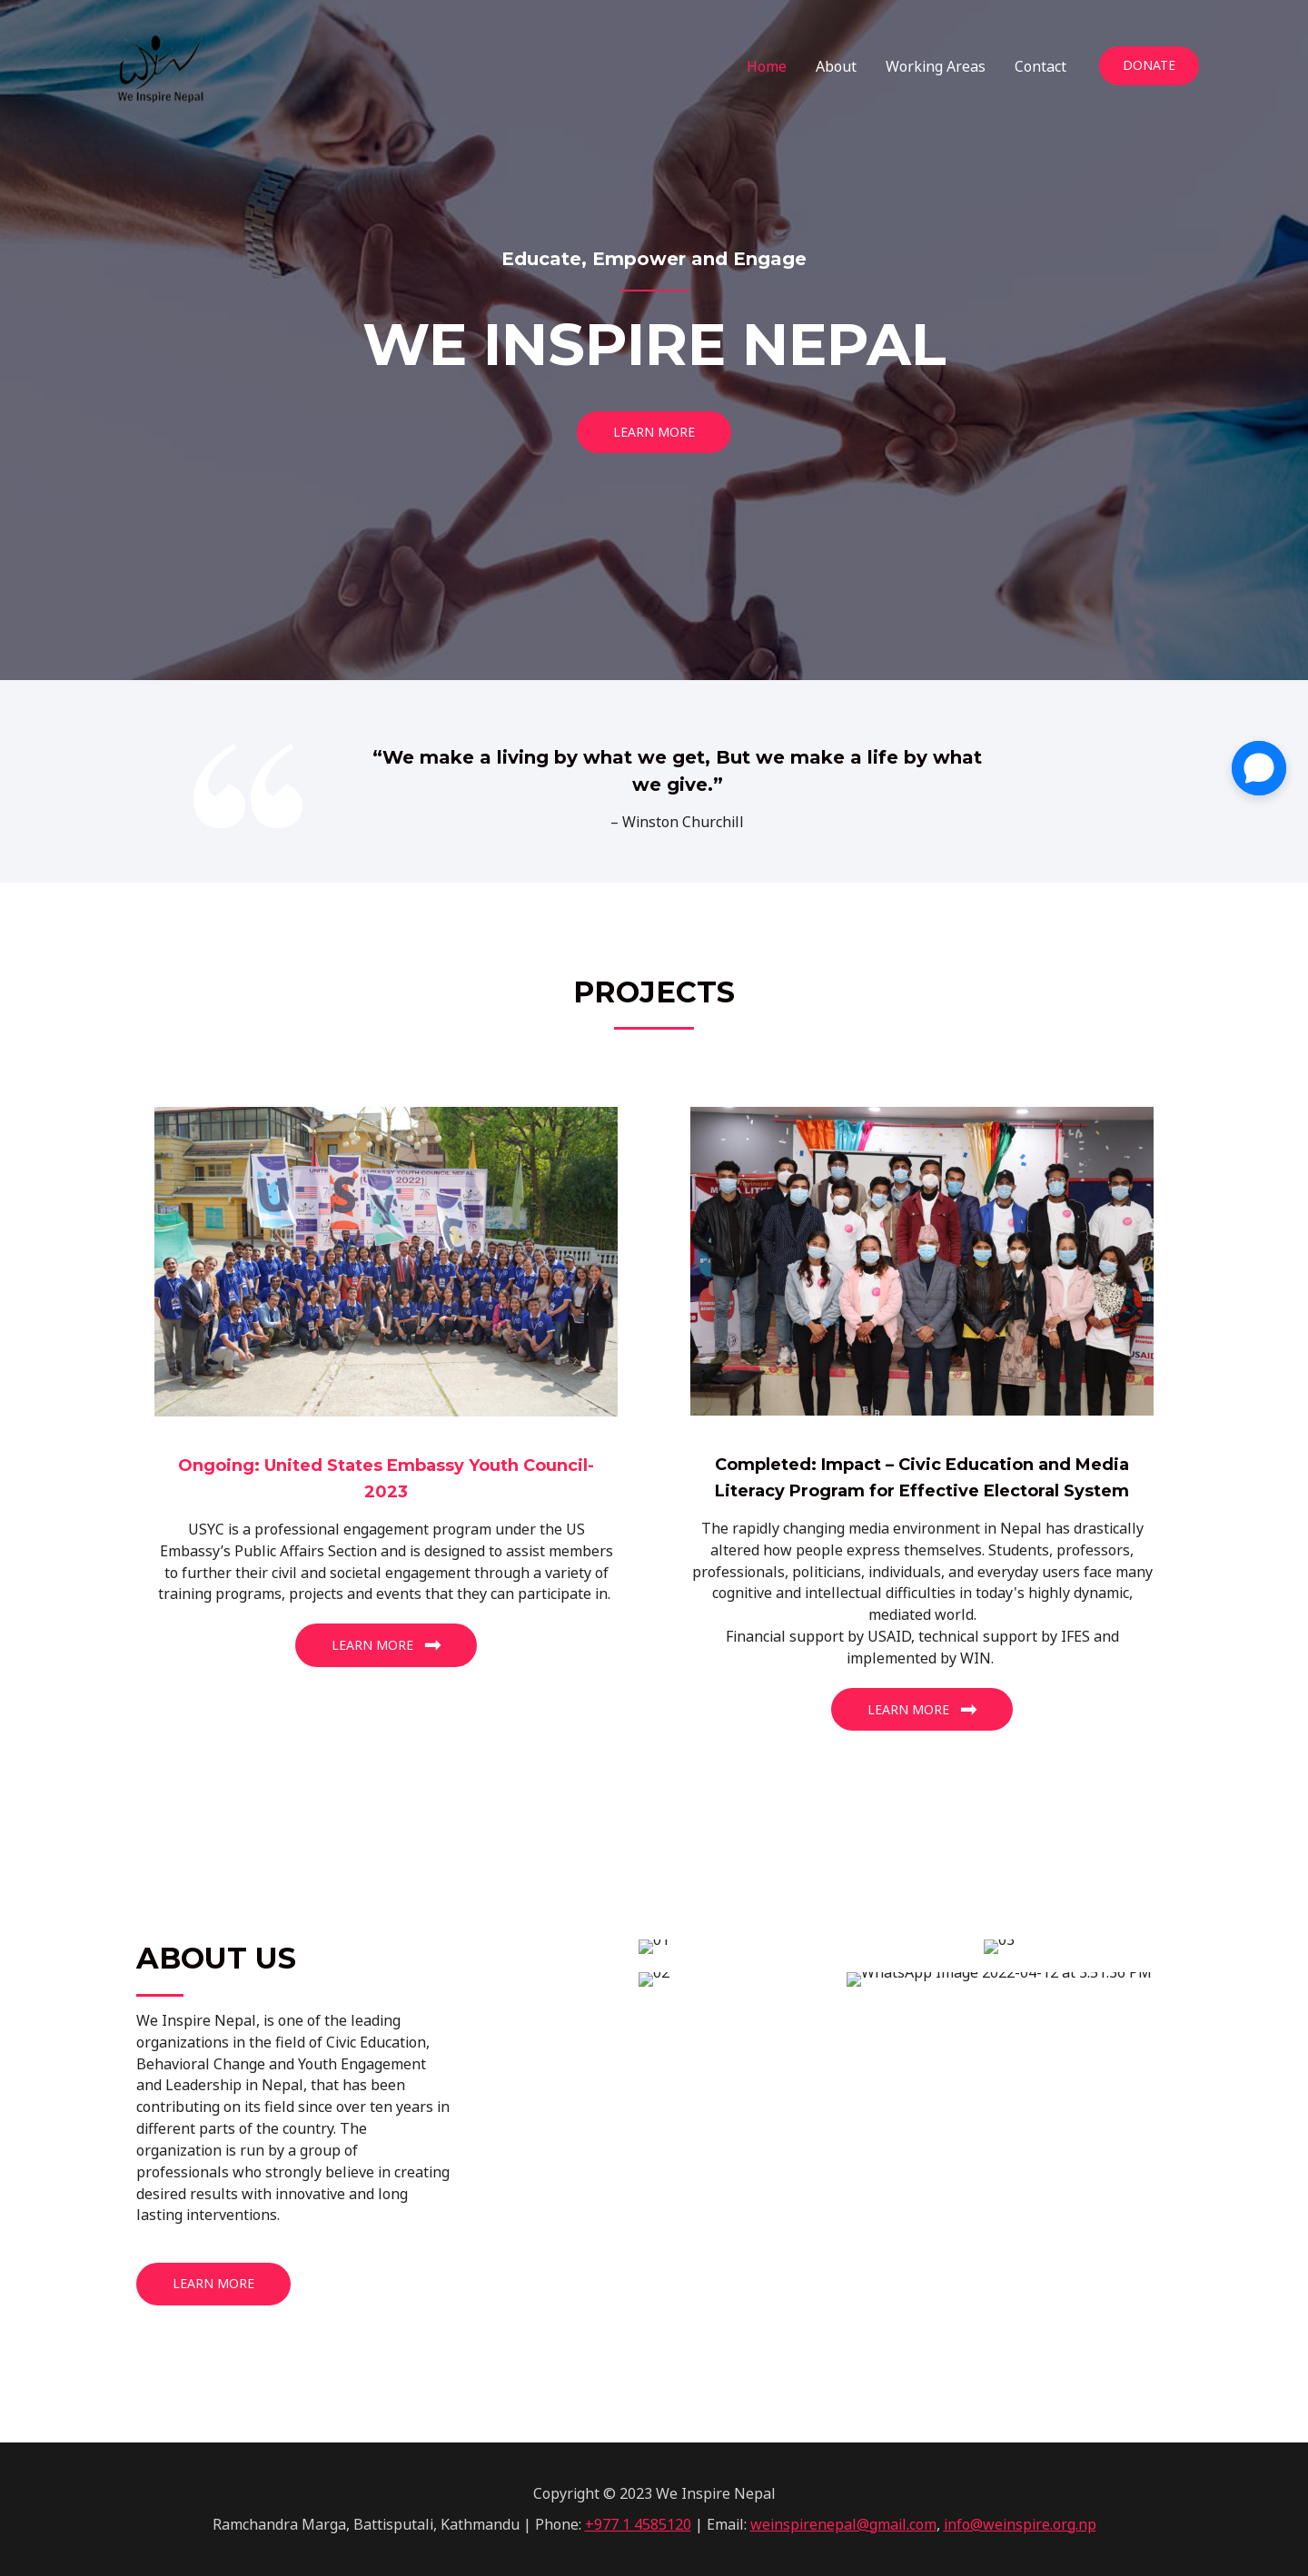 We Inspire Nepal
Home
About
Working Areas
Contact
DONATE
Educate, Empower and Engage
WE INSPIRE NEPAL
LEARN MORE
“We make a living by what we get, But we make a life by what
we give.”
– Winston Churchill
PROJECTS
Ongoing: United States Embassy Youth Council-
2023
USYC is a professional engagement program under the US
Embassy’s Public Affairs Section and is designed to assist members
to further their civil and societal engagement through a variety of
training programs, projects and events that they can participate in.
LEARN MORE
Completed: Impact – Civic Education and Media
Literacy Program for Effective Electoral System
The rapidly changing media environment in Nepal has drastically
altered how people express themselves. Students, professors,
professionals, politicians, individuals, and everyday users face many
cognitive and intellectual difficulties in today's highly dynamic,
mediated world.
Financial support by USAID, technical support by IFES and
implemented by WIN.
LEARN MORE
ABOUT US
We Inspire Nepal, is one of the leading
organizations in the field of Civic Education,
Behavioral Change and Youth Engagement
and Leadership in Nepal, that has been
contributing on its field since over ten years in
different parts of the country. The
organization is run by a group of
professionals who strongly believe in creating
desired results with innovative and long
lasting interventions.
LEARN MORE
01
03
02
WhatsApp Image 2022-04-12 at 3.51.36 PM
Copyright © 2023 We Inspire Nepal
Ramchandra Marga, Battisputali, Kathmandu | Phone: +977 1 4585120 | Email: weinspirenepal@gmail.com, info@weinspire.org.np